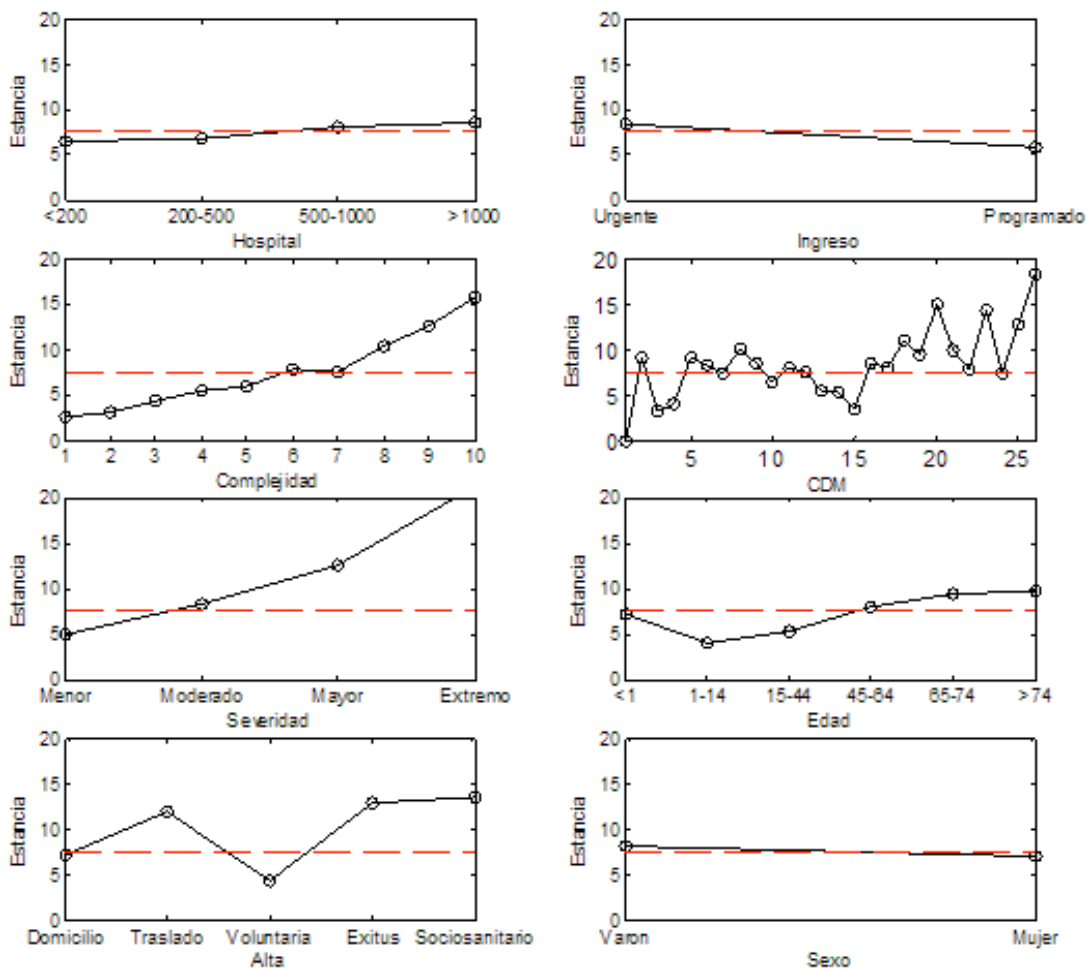 20
15
10
5
0
Estancia
<200 200-500 500-1000 >1000
Hospital
20
15
10
5
0
Estancia
Urgente Programado
Ingreso
20
15
10
5
0
Estancia
1 2 3 4 5 6 7 8 9 10
Complejidad
20
15
10
5
0
Estancia
5 10 15 20 25
CDM
20
15
10
5
0
Estancia
Menor Moderado Mayor Extremo
Severidad
20
15
10
5
0
Estancia
<1 1-14 15-44 45-64 65-74 >74
Edad
20
15
10
5
0
Estancia
Domicilio Traslado Voluntaria Exitus Sociosanitario
Alta
20
15
10
5
0
Estancia
Varon Mujer
Sexo